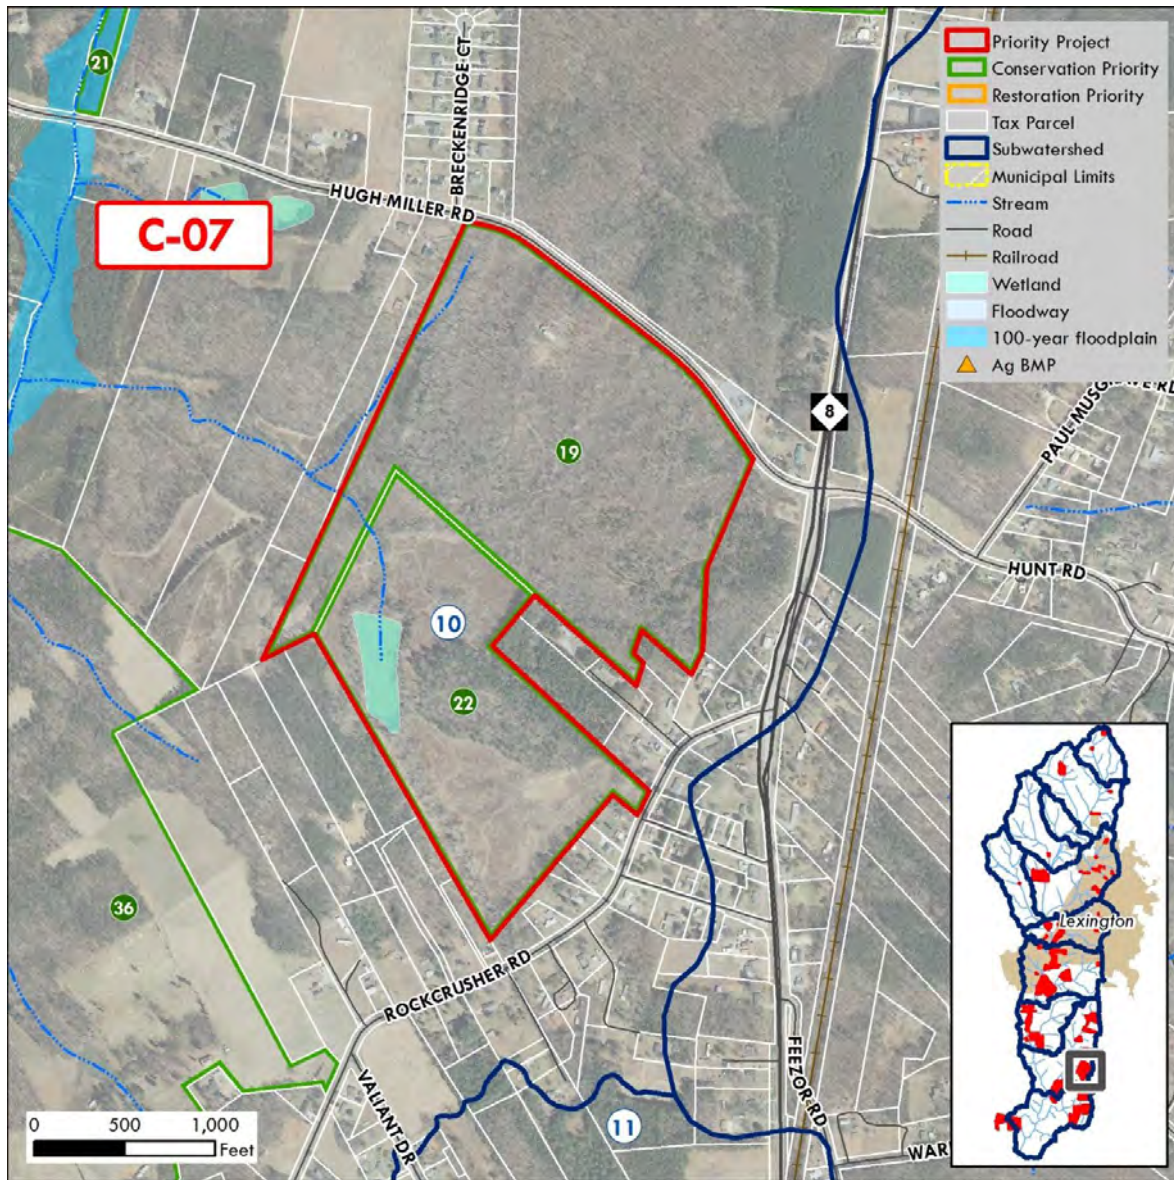 21
BRECKENRIDGE CT
HUGH MILLER RD
C-07
Priority Project
Conservation Priority
Restoration Priority
Tax Parcel
Subwatershed
Municipal Limits
Stream
Road
Railroad
Wetland
Floodway
100-year floodplain
Ag BMP
8
19
HUNT RD
10
22
36
ROCKCRUSHER RD
VALIANT DR
FEEZOR RD
11
Lexington
0 500 1,000
Feet